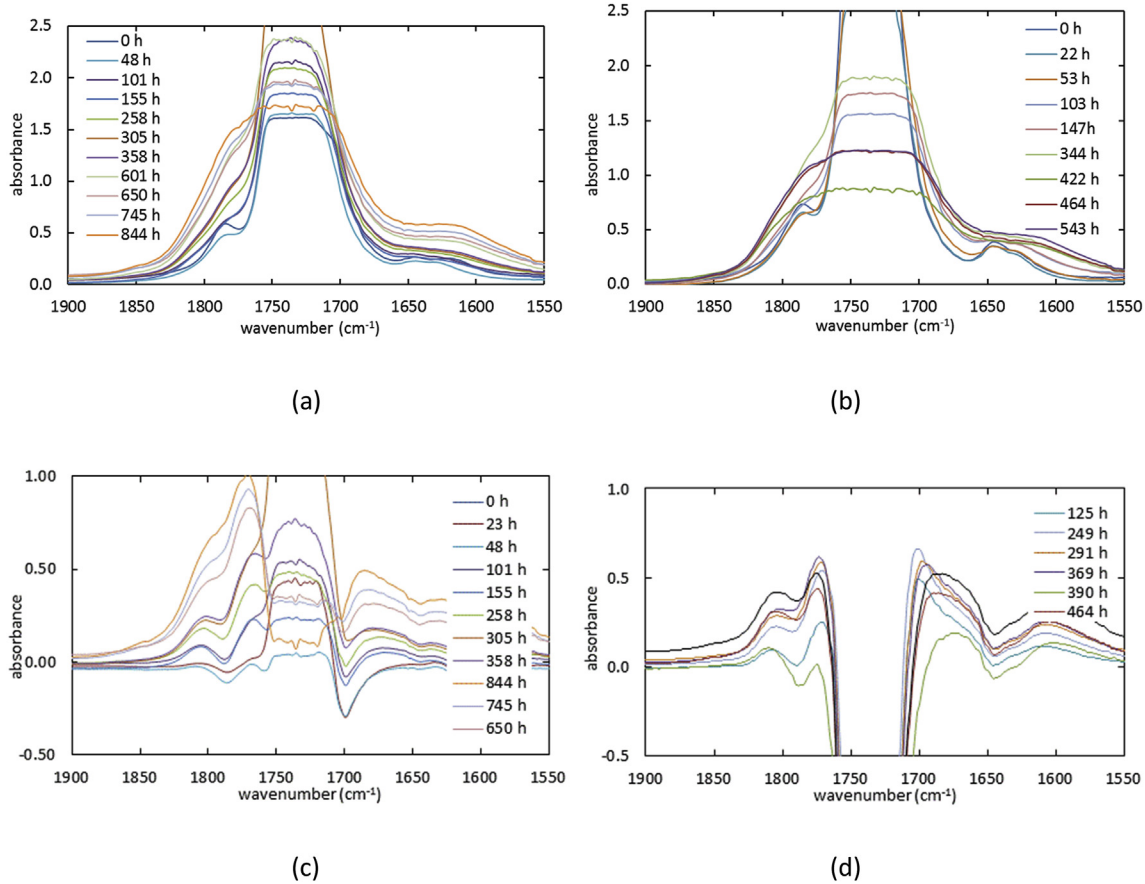 2.5
2.0
1.5
1.0
0.5
0.0
absorbance
0 h
48 h
101 h
155 h
258 h
305 h
358 h
601 h
650 h
745 h
844 h
1900 1850 1800 1750 1700 1650 1600 1550
wavenumber (cm-1)
(a)
2.5
2.0
1.5
1.0
0.5
0.0
absorbance
0 h
22 h
53 h
103 h
147h
344 h
422 h
464 h
543 h
1900 1850 1800 1750 1700 1650 1600 1550
wavenumber (cm-1)
(b)
1.00
0.50
0.00
-0.50
absorbance
0 h
23 h
48 h
101 h
155 h
258 h
305 h
358 h
844 h
745 h
650 h
1900 1850 1800 1750 1700 1650 1600 1550
wavenumber (cm-1)
(c)
1.0
0.5
0.0
-0.5
absorbance
125 h
249 h
291 h
369 h
390 h
464 h
1900 1850 1800 1750 1700 1650 1600 1550
wavenumber (cm-1)
(d)